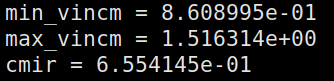 min_vincm = 8.608995e-01
max_vincm = 1.516314e+00
cmir = 6.554145e-01